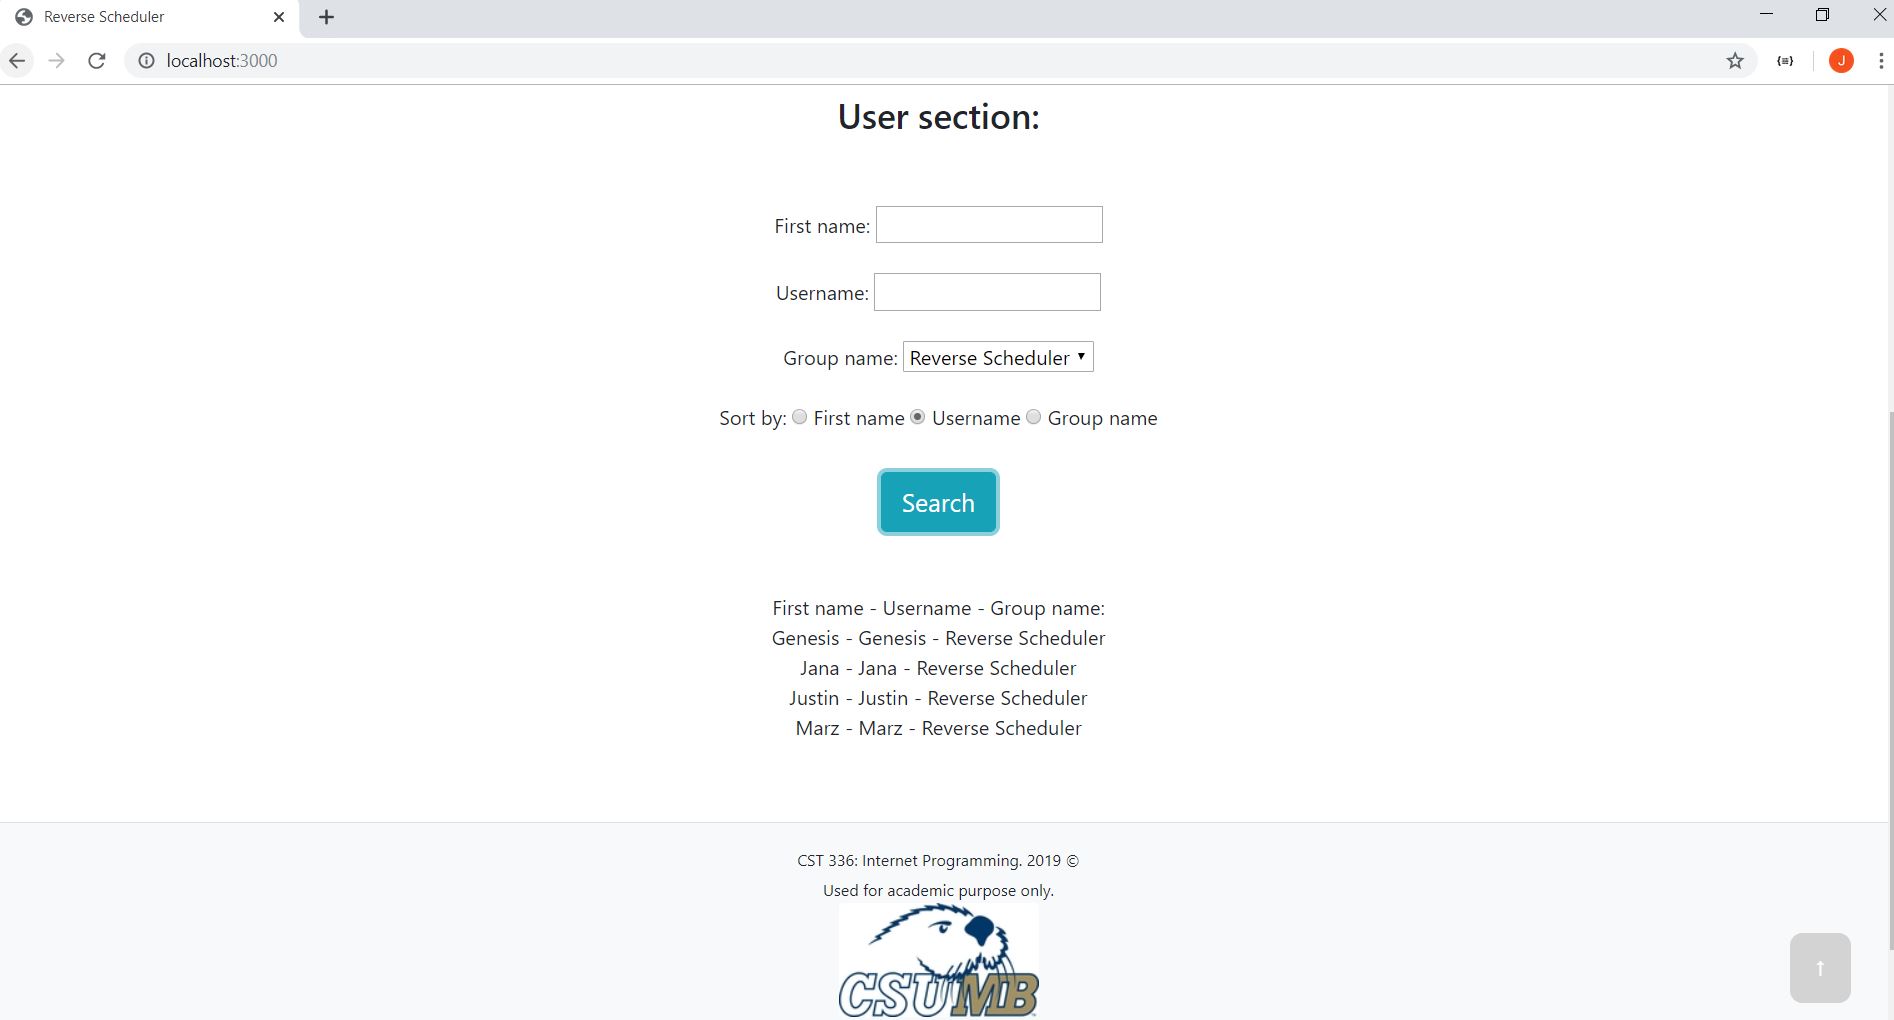 Reverse Scheduler
localhost:3000
J
User section:
First name:
Username:
Group name: Reverse Scheduler
Sort by: First name Username Group name
Search
First name - Username - Group name:
Genesis - Genesis - Reverse Scheduler
Jana - Jana - Reverse Scheduler
Justin - Justin - Reverse Scheduler
Marz - Marz - Reverse Scheduler
CST 336: Internet Programming. 2019 ©
Used for academic purpose only.
CSUMB